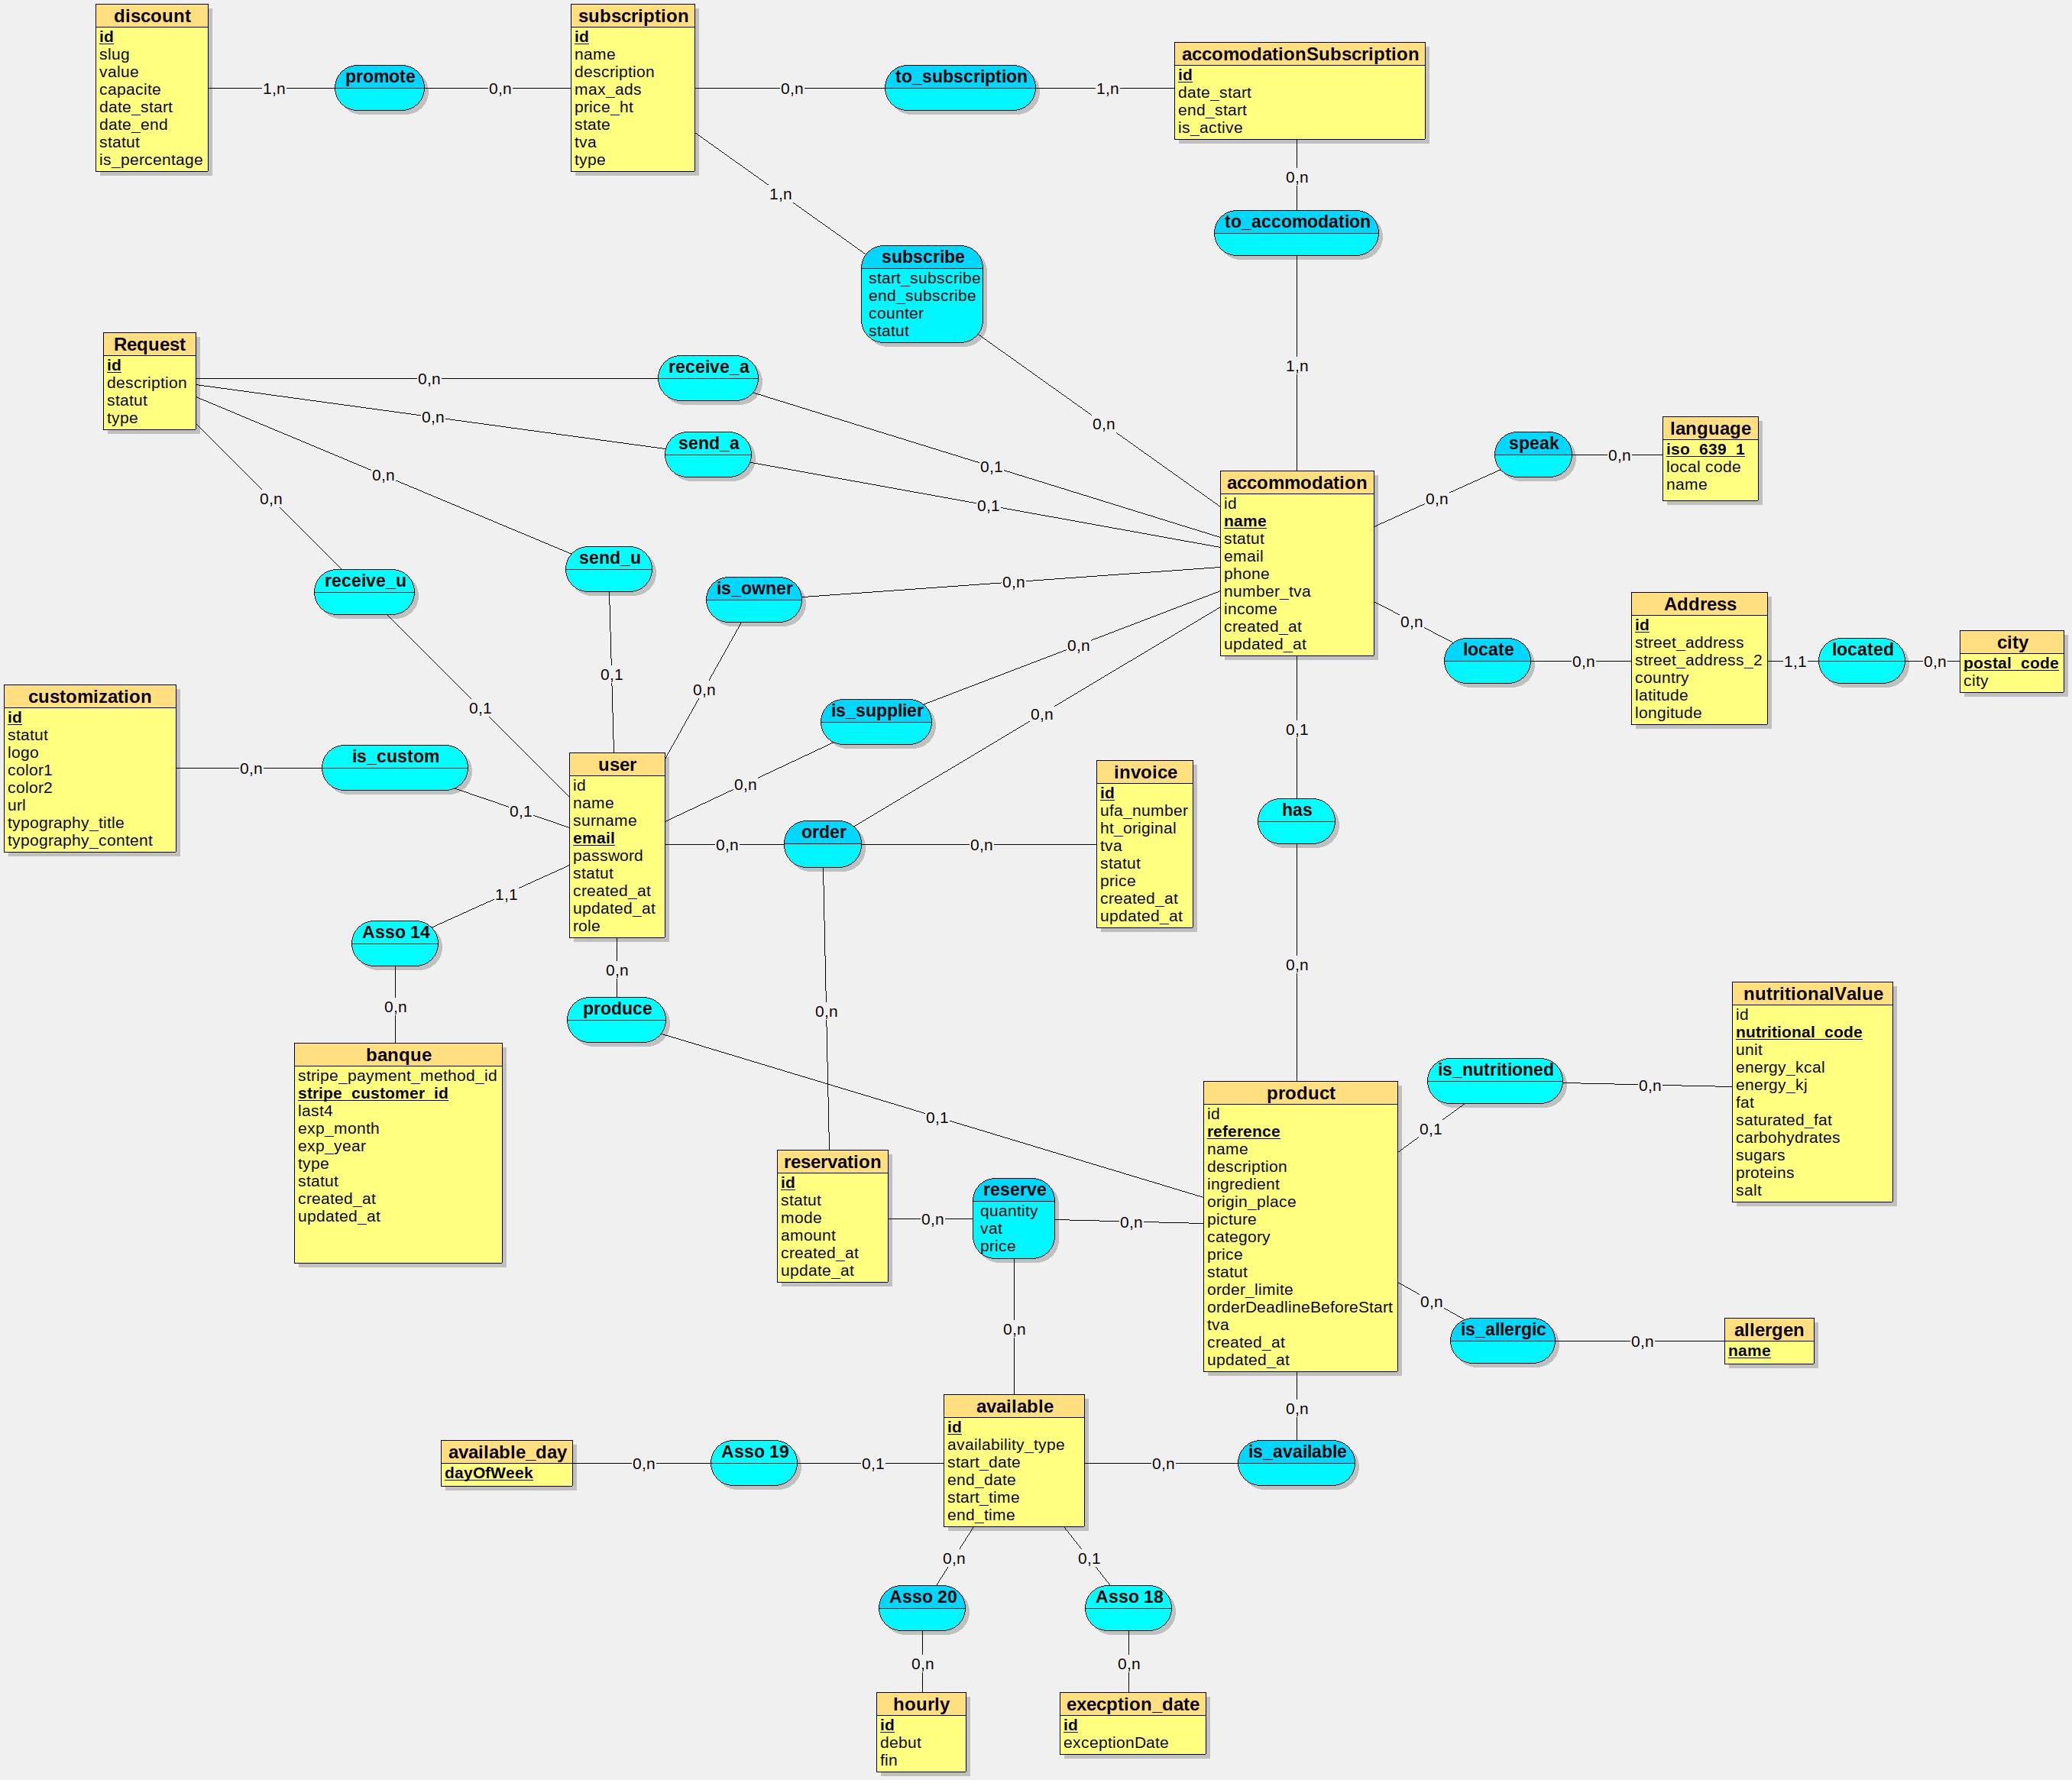 discount
id
slug
value
capacite
date_start
date_end
statut
is_percentage
1,n
promote
0,n
subscription
id
name
description
max_ads
price_ht
state
tva
type
0,n
to_subscription
1,n
accomodationSubscription
id
date_start
end_start
is_active
0,n
to_accomodation
1,n
1,n
subscribe
start_subscribe
end_subscribe
counter
statut
0,n
Request
id
description
statut
type
0,n
receive_a
0,1
0,n
send_a
0,1
0,n
send_u
0,1
0,n
receive_u
0,1
accommodation
id
name
statut
email
phone
number_tva
income
created_at
updated_at
0,n
speak
0,n
language
iso_639_1
local code
name
0,n
locate
0,n
Address
id
street_address
street_address_2
country
latitude
longitude
1,1
located
0,n
city
postal_code
city
is_owner
0,n
0,n
is_supplier
0,n
0,n
0,n
customization
id
statut
logo
color1
color2
url
typography_title
typography_content
0,n
is_custom
0,1
user
id
name
surname
email
password
statut
created_at
updated_at
role
0,n
order
0,n
invoice
id
ufa_number
ht_original
tva
statut
price
created_at
updated_at
0,1
has
0,n
1,1
Asso 14
0,n
banque
stripe_payment_method_id
stripe_customer_id
last4
exp_month
exp_year
type
statut
created_at
updated_at
0,n
produce
0,1
0,n
reservation
id
statut
mode
amount
created_at
update_at
0,n
reserve
quantity
vat
price
0,n
0,n
product
id
reference
name
description
ingredient
origin_place
picture
category
price
statut
order_limite
orderDeadlineBeforeStart
tva
created_at
updated_at
0,1
is_nutritioned
0,n
nutritionalValue
id
nutritional_code
unit
energy_kcal
energy_kj
fat
saturated_fat
carbohydrates
sugars
proteins
salt
0,n
is_allergic
0,n
allergen
name
0,n
is_available
0,n
available
id
availability_type
start_date
end_date
start_time
end_time
0,1
Asso 19
0,n
available_day
dayOfWeek
0,n
Asso 20
0,n
hourly
id
debut
fin
0,1
Asso 18
0,n
execption_date
id
exceptionDate